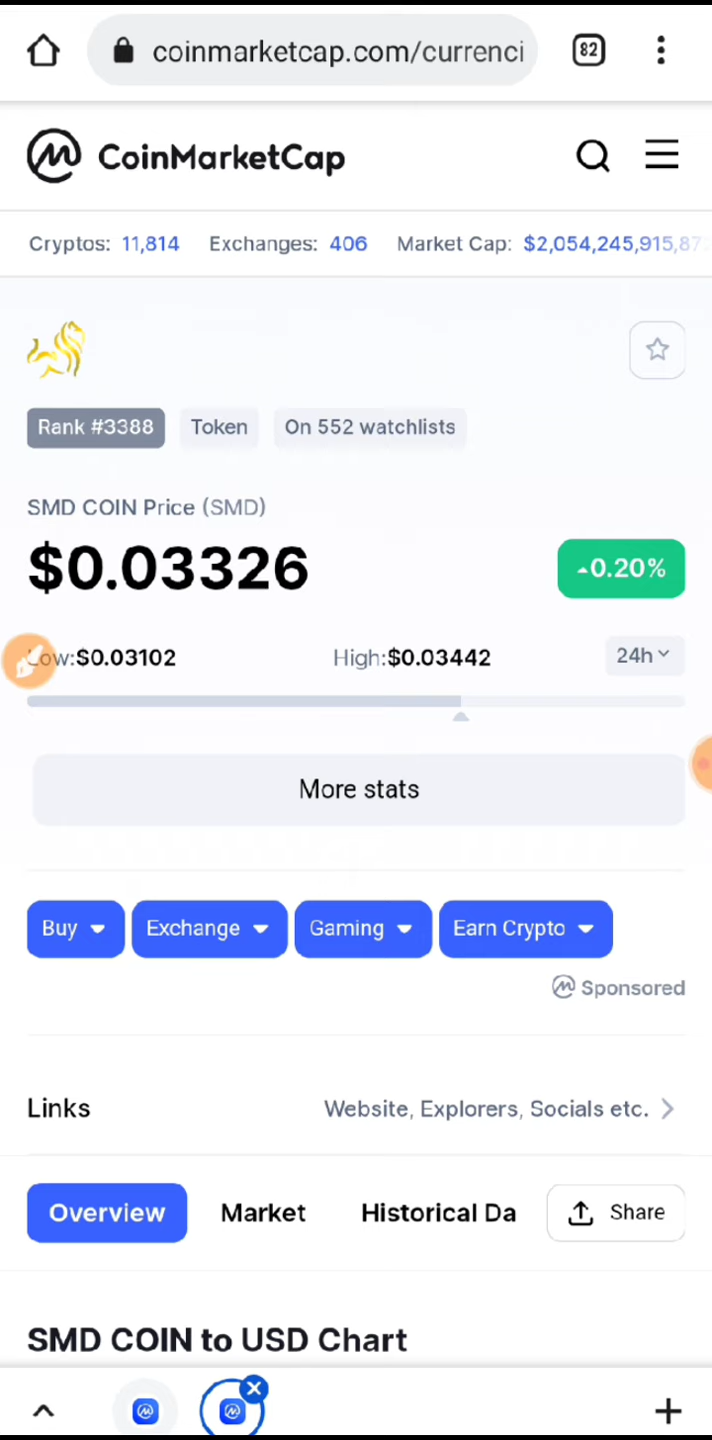 coinmarketcap.com/currenci
82
CoinMarketCap
Cryptos: 11,814 Exchanges: 406 Market Cap: $2,054,245,915,87
Rank #3388 Token On 552 watchlists
SMD COIN Price (SMD)
$0.03326 0.20%
Low:$0.03102 High:$0.03442 24h
More stats
Buy Exchange Gaming Earn Crypto
Sponsored
Links Website, Explorers, Socials etc.
Overview Market Historical Da Share
SMD COIN to USD Chart